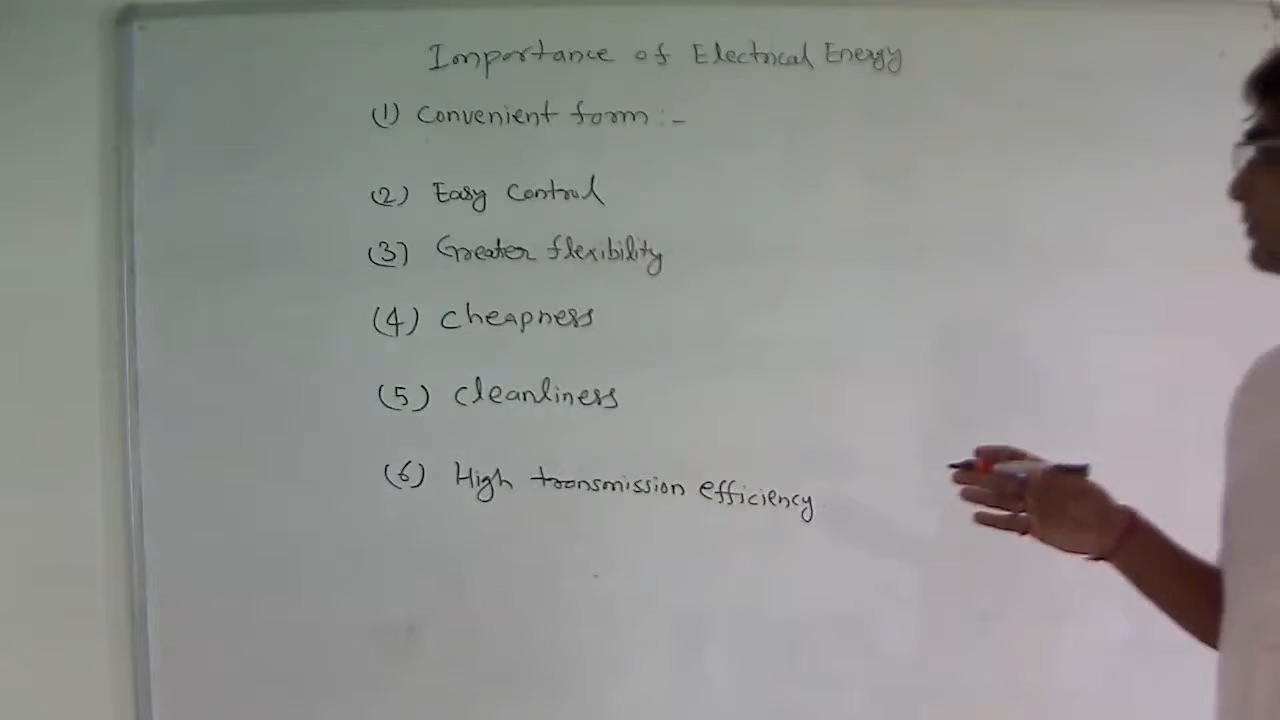 Importance of Electrical Energy
(1) Convenient form :-
(2) Easy Control
(3) Greater flexibility
(4) Cheapness
(5) Cleanliness
(6) High transmission efficiency